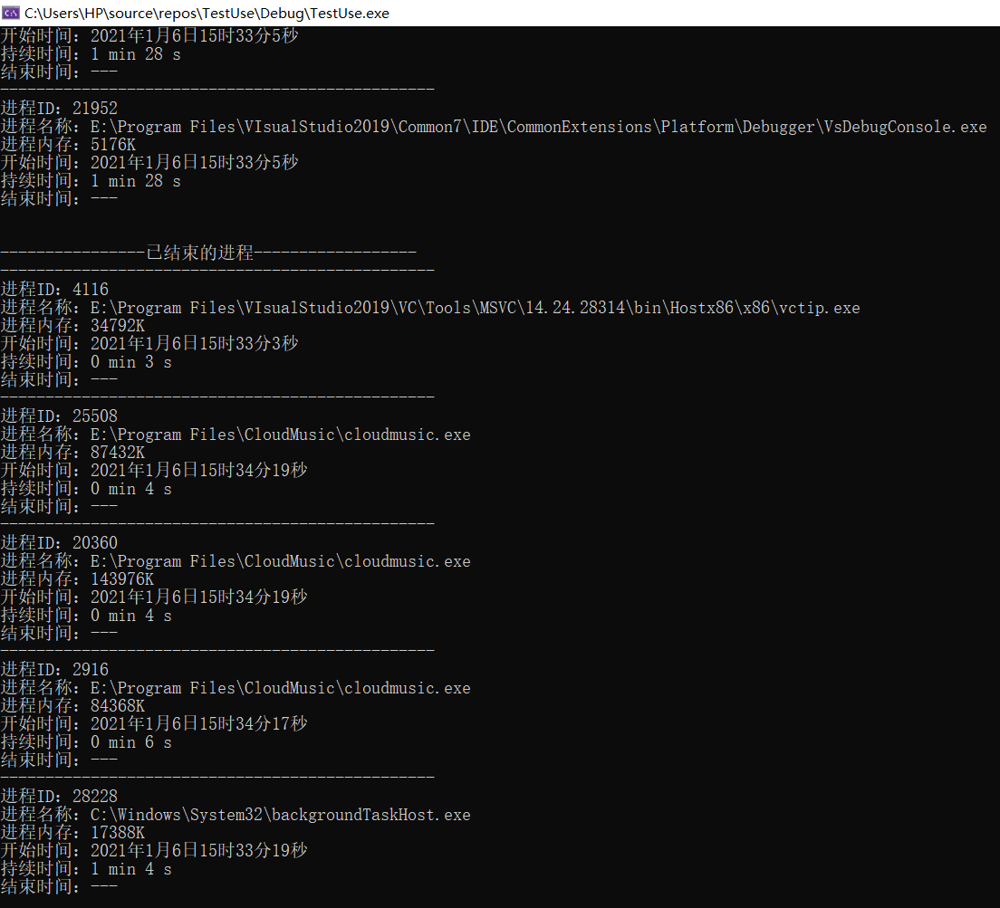 C:\Users\HP\source\repos\TestUse\Debug\TestUse.exe
开始时间：2021年1月6日15时33分5秒
持续时间：1 min 28 s
结束时间：---
------------------------------------------------
进程ID：21952
进程名称：E:\Program Files\VIsualStudio2019\Common7\IDE\CommonExtensions\Platform\Debugger\VsDebugConsole.exe
进程内存：5176K
开始时间：2021年1月6日15时33分5秒
持续时间：1 min 28 s
结束时间：---
----------------已结束的进程------------------
------------------------------------------------
进程ID：4116
进程名称：E:\Program Files\VIsualStudio2019\VC\Tools\MSVC\14.24.28314\bin\Hostx86\x86\vctip.exe
进程内存：34792K
开始时间：2021年1月6日15时33分3秒
持续时间：0 min 3 s
结束时间：---
------------------------------------------------
进程ID：25508
进程名称：E:\Program Files\CloudMusic\cloudmusic.exe
进程内存：87432K
开始时间：2021年1月6日15时34分19秒
持续时间：0 min 4 s
结束时间：---
------------------------------------------------
进程ID：20360
进程名称：E:\Program Files\CloudMusic\cloudmusic.exe
进程内存：143976K
开始时间：2021年1月6日15时34分19秒
持续时间：0 min 4 s
结束时间：---
------------------------------------------------
进程ID：2916
进程名称：E:\Program Files\CloudMusic\cloudmusic.exe
进程内存：84368K
开始时间：2021年1月6日15时34分17秒
持续时间：0 min 6 s
结束时间：---
------------------------------------------------
进程ID：28228
进程名称：C:\Windows\System32\backgroundTaskHost.exe
进程内存：17388K
开始时间：2021年1月6日15时33分19秒
持续时间：1 min 4 s
结束时间：---